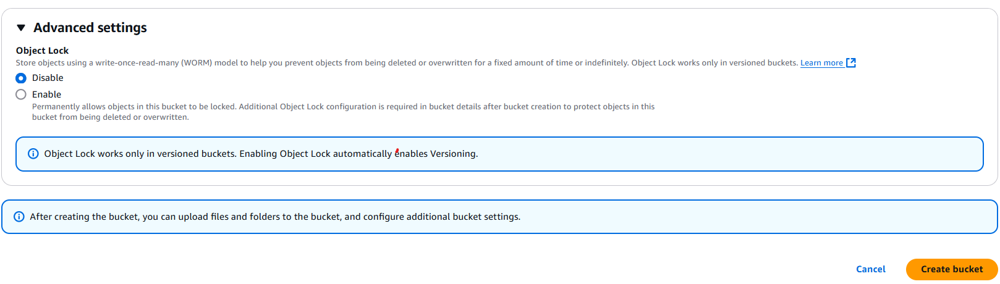 Advanced settings
Object Lock
Store objects using a write-once-read-many (WORM) model to help you prevent objects from being deleted or overwritten for a fixed amount of time or indefinitely. Object Lock works only in versioned buckets. Learn more
Disable
Enable
Permanently allows objects in this bucket to be locked. Additional Object Lock configuration is required in bucket details after bucket creation to protect objects in this
bucket from being deleted or overwritten.
Object Lock works only in versioned buckets. Enabling Object Lock automatically enables Versioning.
After creating the bucket, you can upload files and folders to the bucket, and configure additional bucket settings.
Cancel Create bucket